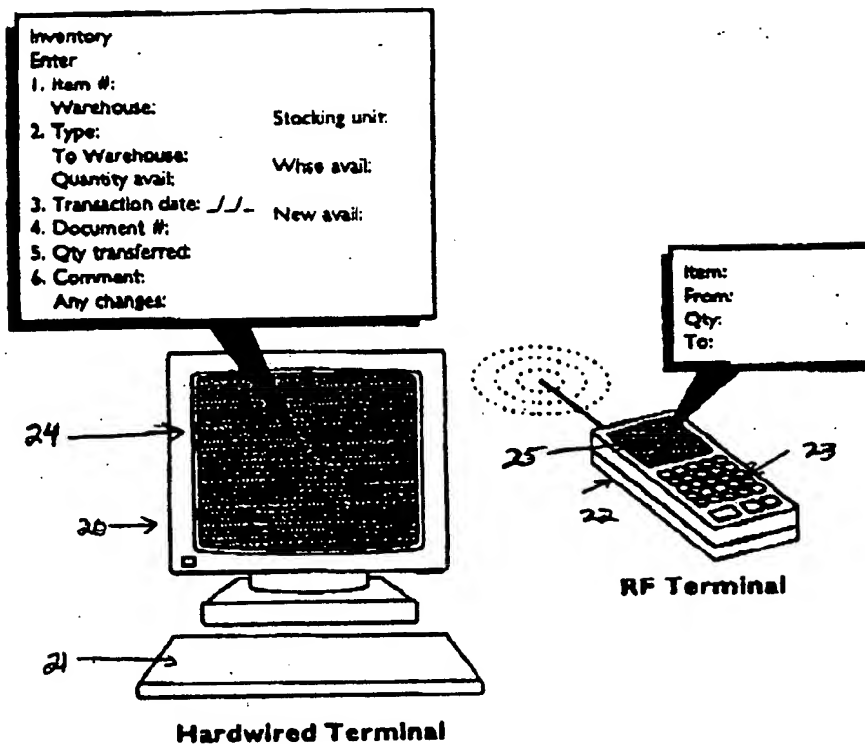 Inventory
Enter
1. Item #:
Warehouse:
Stocking unit:
2. Type:
To Warehouse:
Whse avail:
Quantity avail:
3. Transaction date: _/_/_
New avail:
4. Document #:
5. Qty transferred:
6. Comment:
Any changes:
Item:
From:
Qty:
To:
24
25
23
20
22
RF Terminal
21
Hardwired Terminal